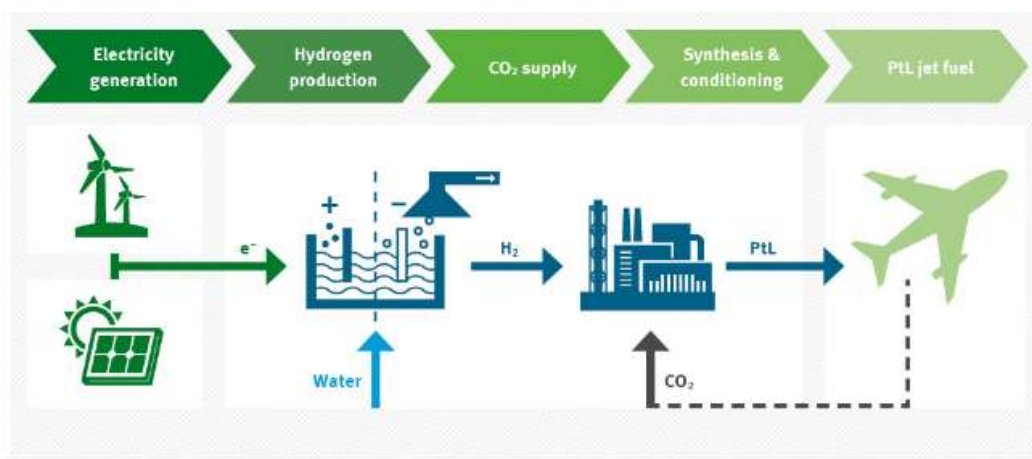 Electricity
generation
Hydrogen
production
CO₂ supply
Synthesis &
conditioning
PtL jet fuel
+
−
e⁻
H₂
PtL
Water
CO₂